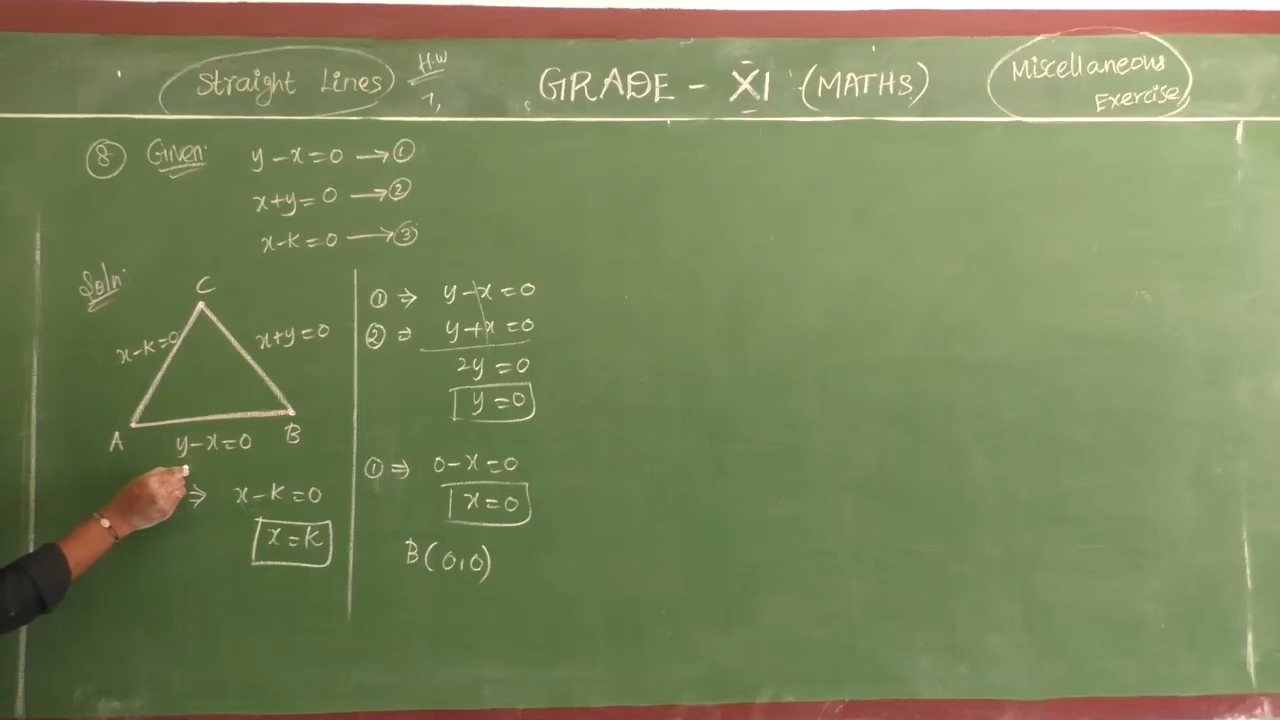 Straight Lines
H.W
1,
GRADE - XI (MATHS)
Miscellaneous
Exercise
8 Given:
y - x = 0 → ①
x + y = 0 → ②
x - k = 0 → ③
Soln:
C
x - k = 0
x + y = 0
A
B
y - x = 0
⇒ x - k = 0
x = k
① ⇒ y - x = 0
② ⇒ y + x = 0
2y = 0
y = 0
① ⇒ 0 - x = 0
x = 0
B(0,0)